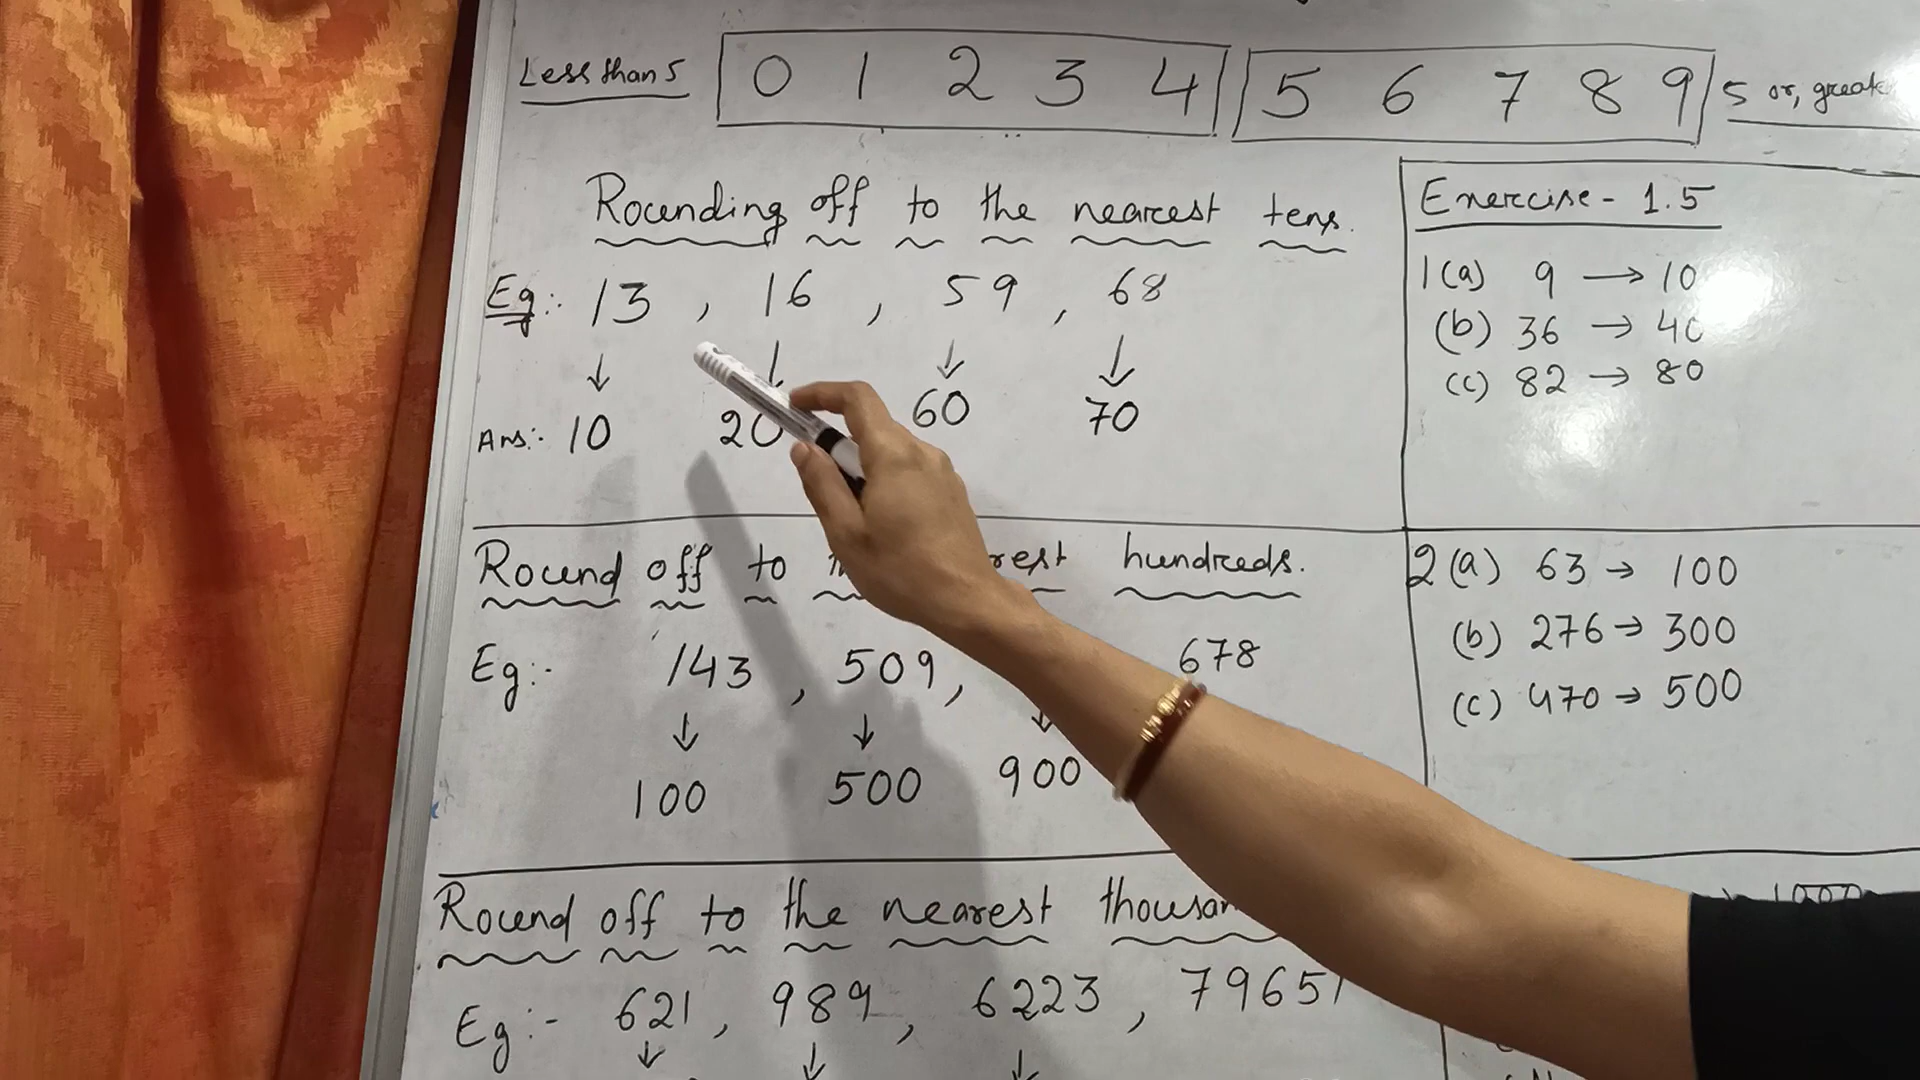 Less than 5 0 1 2 3 4 5 6 7 8 9 5 or, greate
Rounding off to the nearest tens.
Eg:- 13 , 16 , 59 , 68
↓ ↓ ↓ ↓
Ans:- 10 20 60 70
Exercise - 1.5
1(a) 9 → 10
(b) 36 → 40
(c) 82 → 80
Round off to rest hundreds.
Eg:- 143 , 509, 678
↓ ↓ ↓
100 500 900
2(a) 63 → 100
(b) 276 → 300
(c) 470 → 500
Round off to the nearest thousan
Eg:- 621 , 989 , 6223 , 79651
↓ ↓ ↓